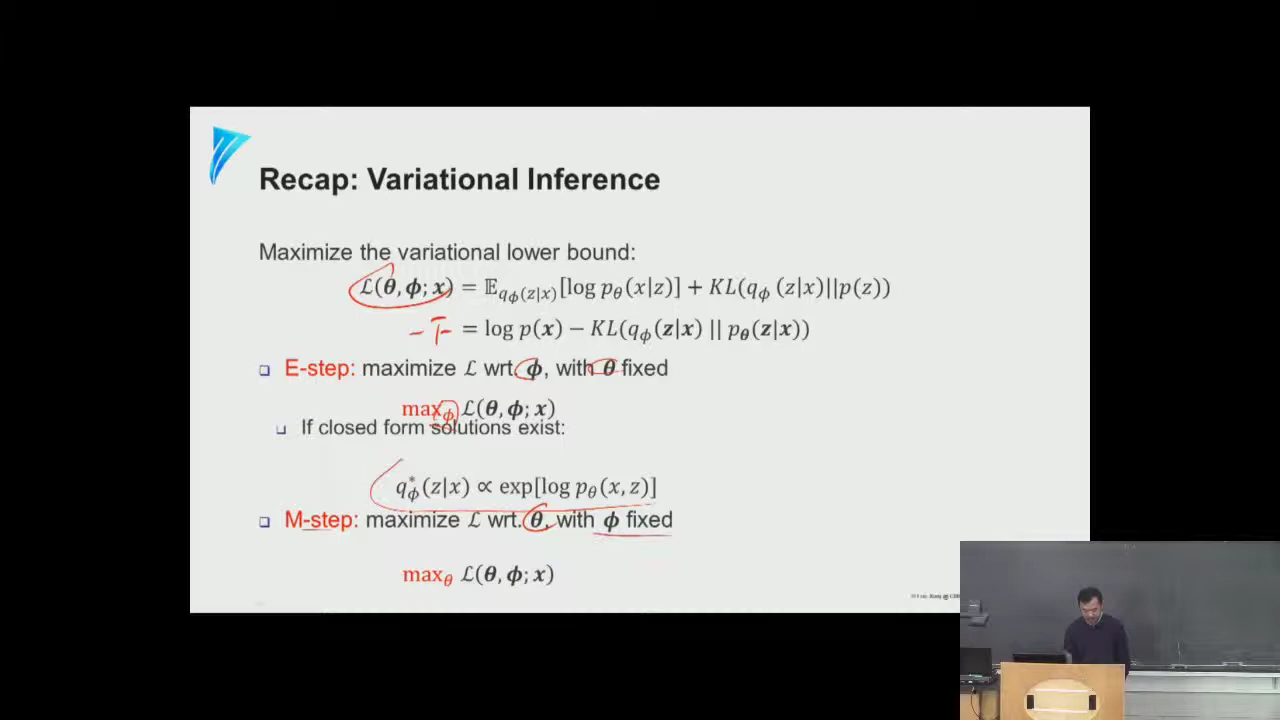 Recap: Variational Inference
Maximize the variational lower bound:
ℒ(θ, ϕ; x) = 𝔼_{q_ϕ(z|x)}[log p_θ(x|z)] + KL(q_ϕ(z|x)||p(z))
− F = log p(x) − KL(q_ϕ(z|x) || p_θ(z|x))
❑ E-step: maximize ℒ wrt. ϕ, with θ fixed
max_ϕ ℒ(θ, ϕ; x)
❑ If closed form solutions exist:
q*_ϕ(z|x) ∝ exp[log p_θ(x, z)]
❑ M-step: maximize ℒ wrt. θ, with ϕ fixed
max_θ ℒ(θ, ϕ; x)